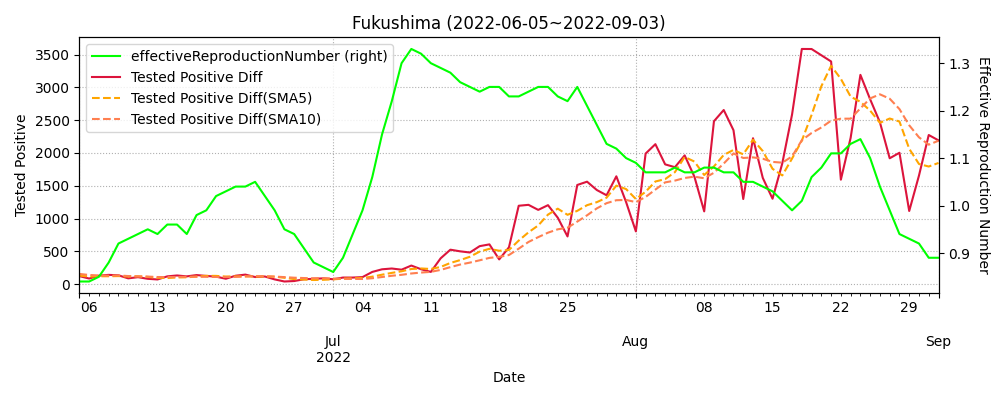 Fukushima (2022-06-05~2022-09-03)
effectiveReproductionNumber (right)
Tested Positive Diff
Tested Positive Diff(SMA5)
Tested Positive Diff(SMA10)
Tested Positive
3500
3000
2500
2000
1500
1000
500
0
1.3
1.2
1.1
1.0
0.9
Effective Reproduction Number
06 13 20 27 04 11 18 25 08 15 22 29
Jul Aug Sep
2022
Date